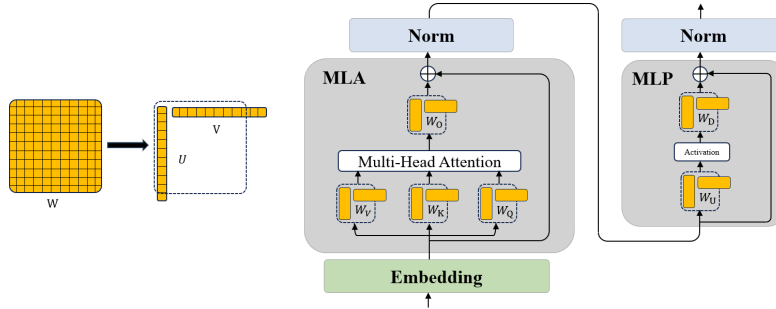 W
U
V
Norm
MLA
W_O
Multi-Head Attention
W_V
W_K
W_Q
Embedding
Norm
MLP
W_D
Activation
W_U